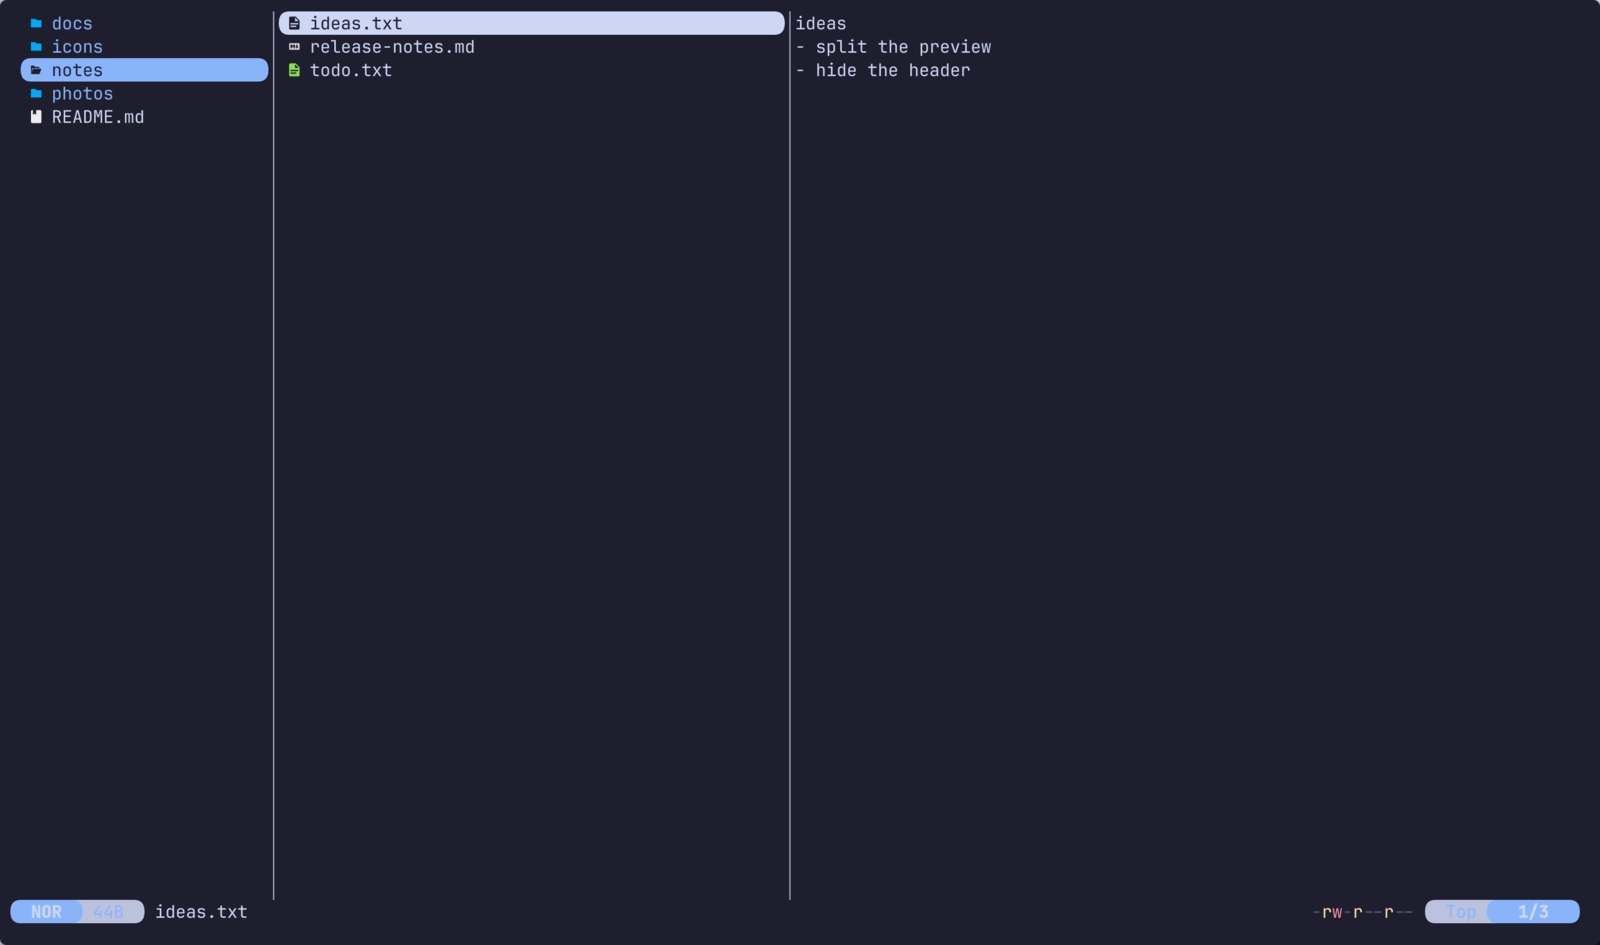 docs
icons
notes
photos
README.md
ideas.txt
release-notes.md
todo.txt
ideas
- split the preview
- hide the header
NOR 44B ideas.txt
-rw-r--r-- Top 1/3